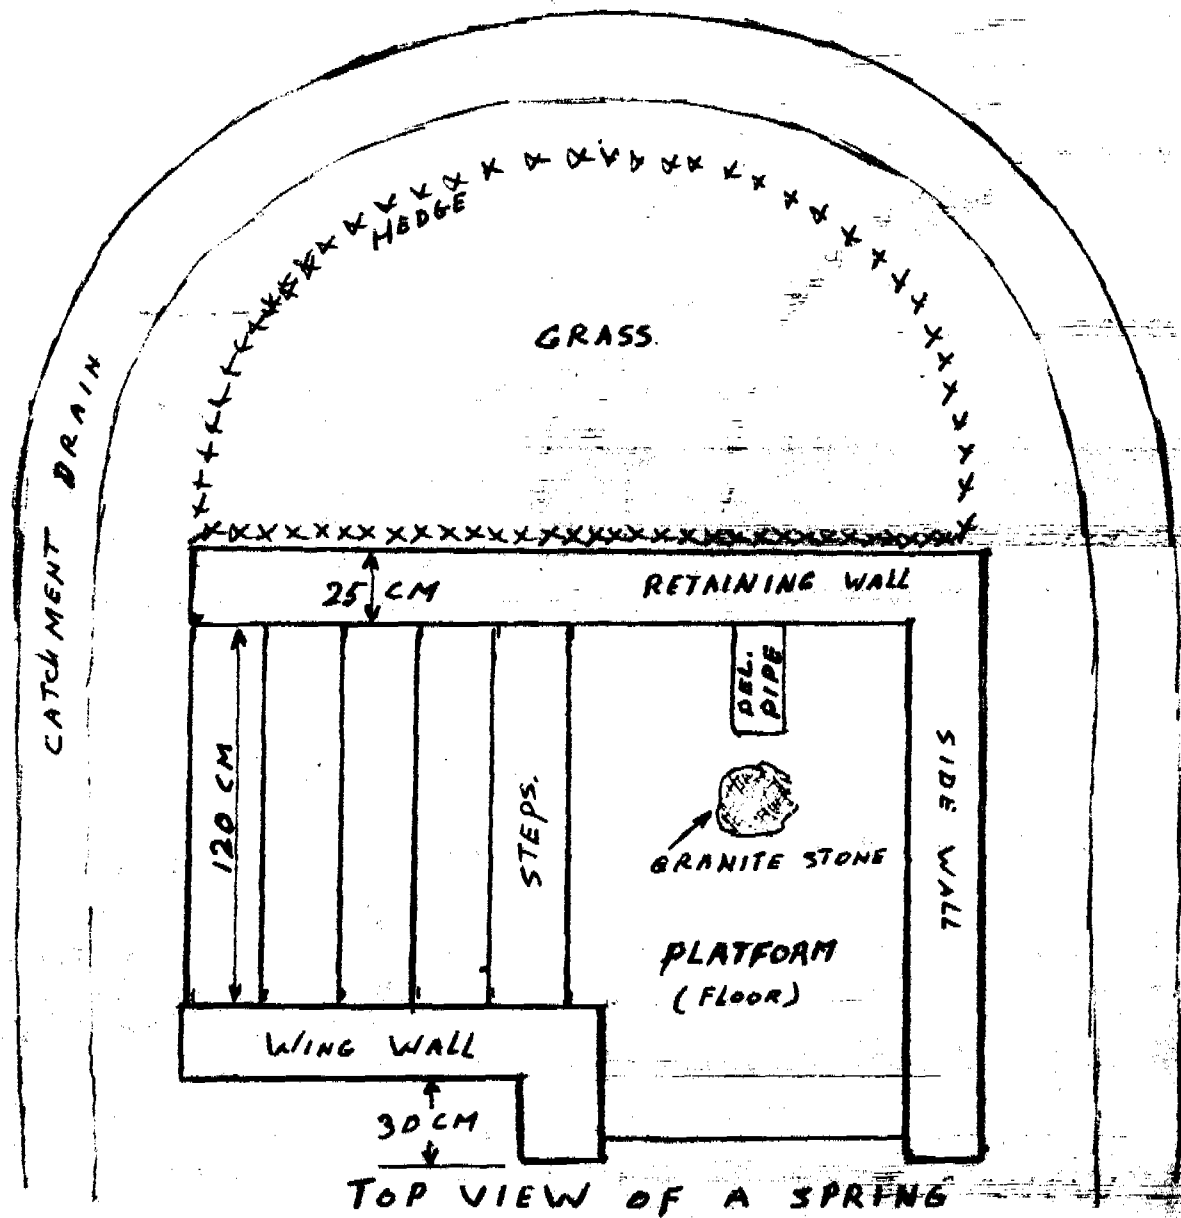 HEDGE
GRASS.
CATCHMENT DRAIN
25 CM
RETAINING WALL
DEL.
PIPE
120 CM
STEPS.
SIDE WALL
GRANITE STONE
PLATFORM
(FLOOR)
WING WALL
30 CM
TOP VIEW OF A SPRING